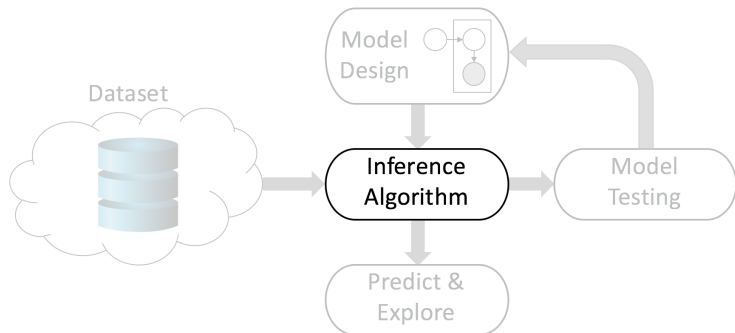 Model
Design
Dataset
Inference
Algorithm
Model
Testing
Predict &
Explore